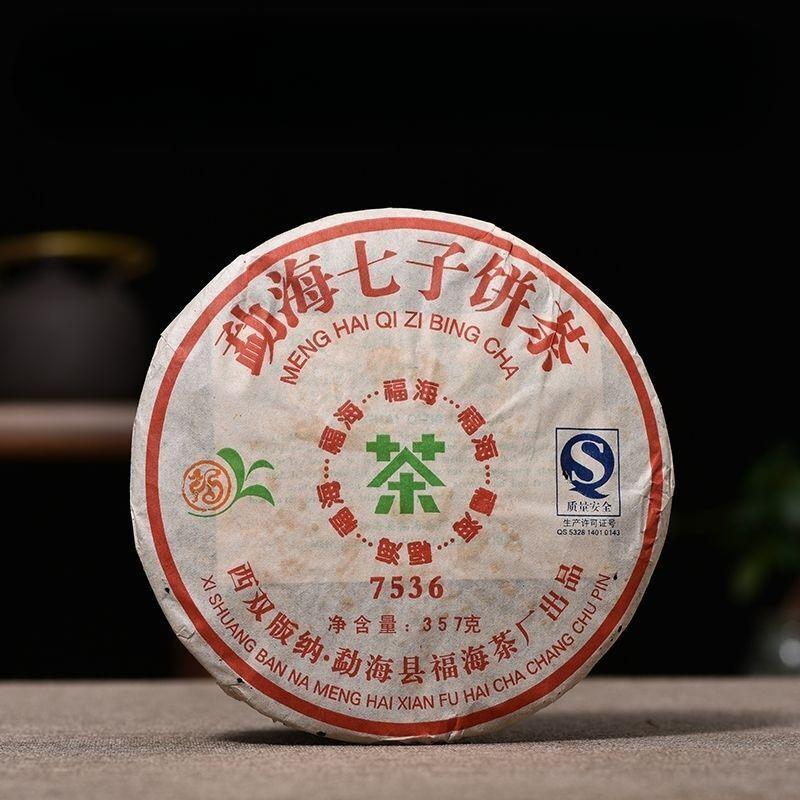 勐海七子饼茶
MENG HAI QI ZI BING CHA
福海···福海···福海···福海···福海···福海···福海···
茶
S
质量安全
生产许可证号
QS 5328 1401 0143
7536
净含量：357克
西双版纳·勐海县福海茶厂出品
XI SHUANG BAN NA MENG HAI XIAN FU HAI CHA CHANG CHU PIN